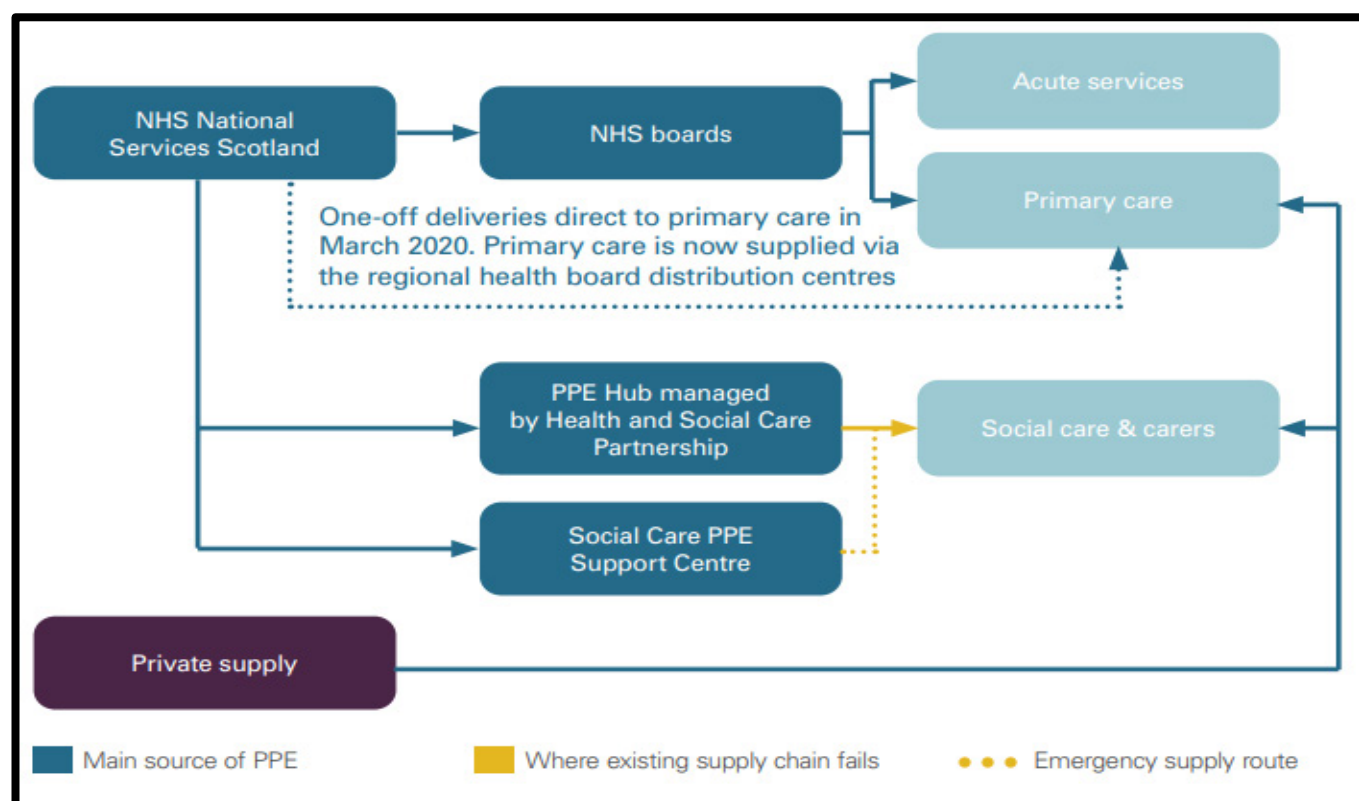 Acute services
NHS National
Services Scotland
NHS boards
Primary care
One-off deliveries direct to primary care in
March 2020. Primary care is now supplied via
the regional health board distribution centres
PPE Hub managed
by Health and Social Care
Partnership
Social care & carers
Social Care PPE
Support Centre
Private supply
Main source of PPE
Where existing supply chain fails
Emergency supply route